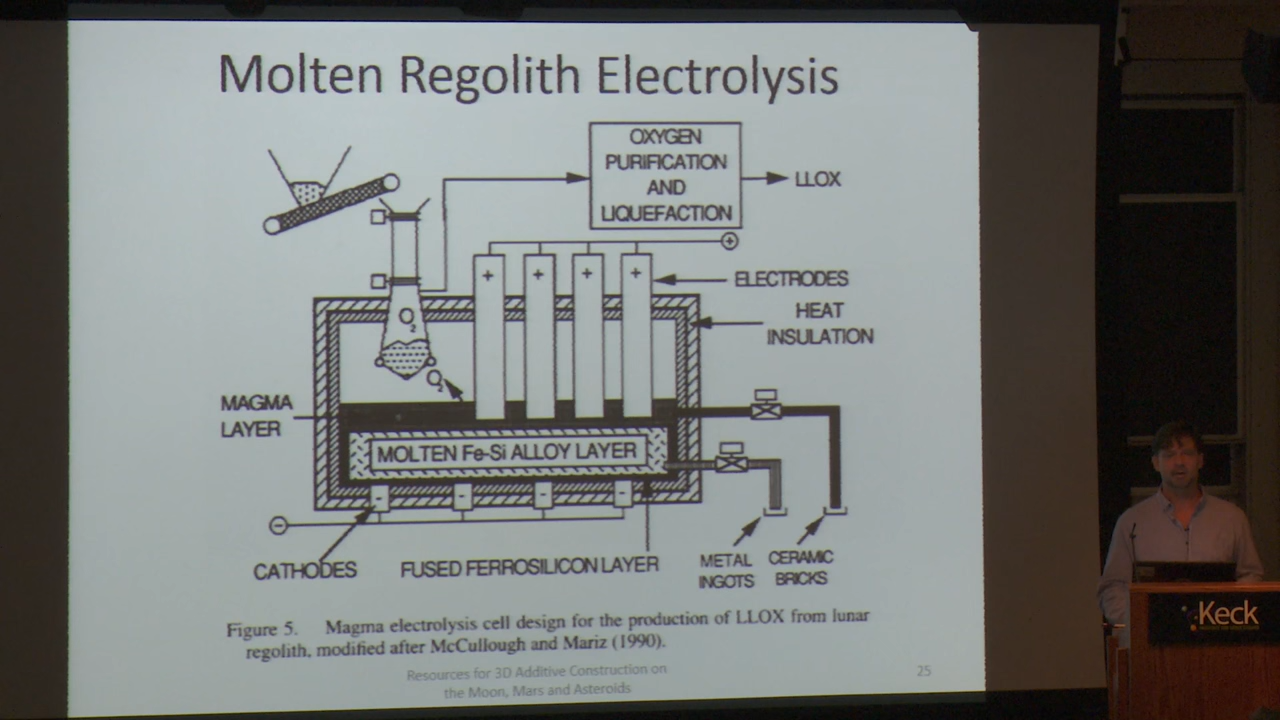 Molten Regolith Electrolysis
OXYGEN
PURIFICATION
AND
LIQUEFACTION
LLOX
+
+ + + +
ELECTRODES
HEAT
INSULATION
O2
O2
MAGMA
LAYER
MOLTEN Fe-Si ALLOY LAYER
- - - -
-
CATHODES
FUSED FERROSILICON LAYER
METAL
INGOTS
CERAMIC
BRICKS
Figure 5. Magma electrolysis cell design for the production of LLOX from lunar
regolith, modified after McCullough and Mariz (1990).
Resources for 3D Additive Construction on
the Moon, Mars and Asteroids
25
Keck